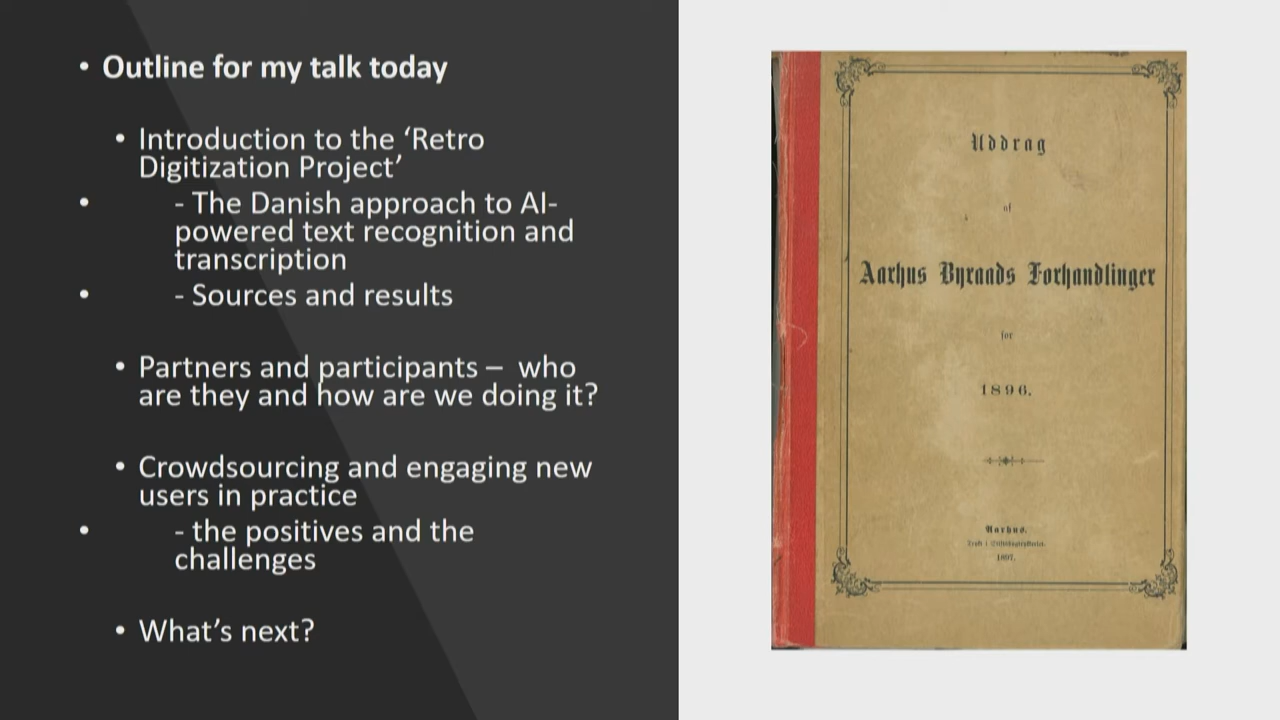 • Outline for my talk today
• Introduction to the ‘Retro
Digitization Project’
• - The Danish approach to AI-
powered text recognition and
transcription
• - Sources and results
• Partners and participants – who
are they and how are we doing it?
• Crowdsourcing and engaging new
users in practice
• - the positives and the
challenges
• What’s next?
Uddrag
af
Aarhus Byraads Forhandlinger
for
1896.
Aarhus.
Trykt i Stiftsbogtrykkeriet.
1897.